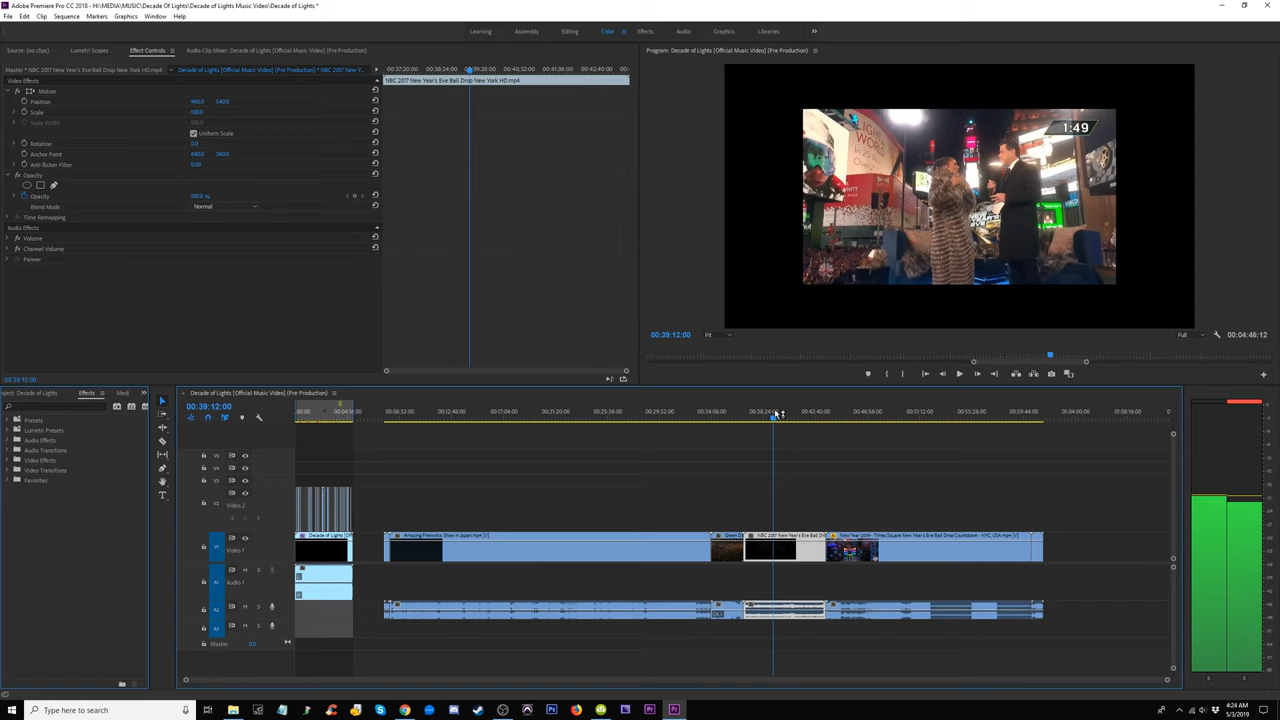 Adobe Premiere Pro CC 2018 - H:\MEDIA\MUSIC\Decade Of Lights\Decade of Lights Music Video\Decade of Lights *
File Edit Clip Sequence Markers Graphics Window Help
Learning Assembly Editing Color Effects Audio Graphics Libraries
Source: (no clips) Lumetri Scopes Effect Controls Audio Clip Mixer: Decade of Lights [Official Music Video] (Pre Production)
Program: Decade of Lights [Official Music Video] (Pre Production)
Master * NBC 2017 New Year's Eve Ball Drop New York HD.mp4 Decade of Lights [Official Music Video] (Pre Production) * NBC 2017 New Y...
00:37:20:00 00:38:24:00 00:39:28:00 00:40:32:00 00:41:36:00 00:42:40:00 00:
Video Effects
NBC 2017 New Year's Eve Ball Drop New York HD.mp4
fx Motion
Position 960.0 540.0
Scale 100.0
Scale Width 100.0
Uniform Scale
Rotation 0.0
Anchor Point 640.0 360.0
Anti-flicker Filter 0.00
fx Opacity
Opacity 100.0 %
Blend Mode Normal
Time Remapping
Audio Effects
fx Volume
fx Channel Volume
Panner
1:49
00:39:12:00 Fit Full 00:04:46:12
00:39:12:00
Project: Decade of Lights Effects Medi
Presets
Lumetri Presets
Audio Effects
Audio Transitions
Video Effects
Video Transitions
Favorites
Decade of Lights [Official Music Video] (Pre Production)
00:39:12:00
:00:00 00:04:16:00 00:08:32:00 00:12:48:00 00:17:04:00 00:21:20:00 00:25:36:00 00:29:52:00 00:34:08:00 00:38:24:00 00:42:40:00 00:46:56:00 00:51:12:00 00:55:28:00 00:59:44:00 01:04:00:00 01:08:16:00 0
V5
V4
V3
V2
Video 2
V1
Video 1
Decade of Lights [Off
Amazing Fireworks Show in Japan.mp4 [V]
Green Da
NBC 2017 New Year's Eve Ball Dr
New Year 2019 - Times Square New Year's Eve Ball Drop Countdown - NYC, USA.mp4 [V]
A1 M S
Audio 1
L
R
A2 M S
A3 M S
Master 0.0
S S
Type here to search
4:24 AM
5/3/2019